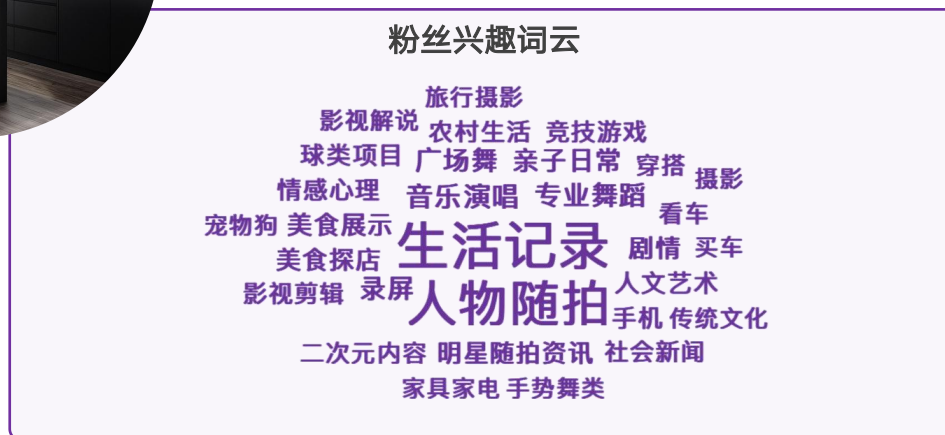 粉丝兴趣词云
旅行摄影
影视解说 农村生活 竞技游戏
球类项目 广场舞 亲子日常 穿搭 摄影
情感心理 音乐演唱 专业舞蹈 看车
宠物狗 美食展示 生活记录 剧情 买车
美食探店 人文艺术
影视剪辑 录屏 人物随拍 手机 传统文化
二次元内容 明星随拍资讯 社会新闻
家具家电 手势舞类